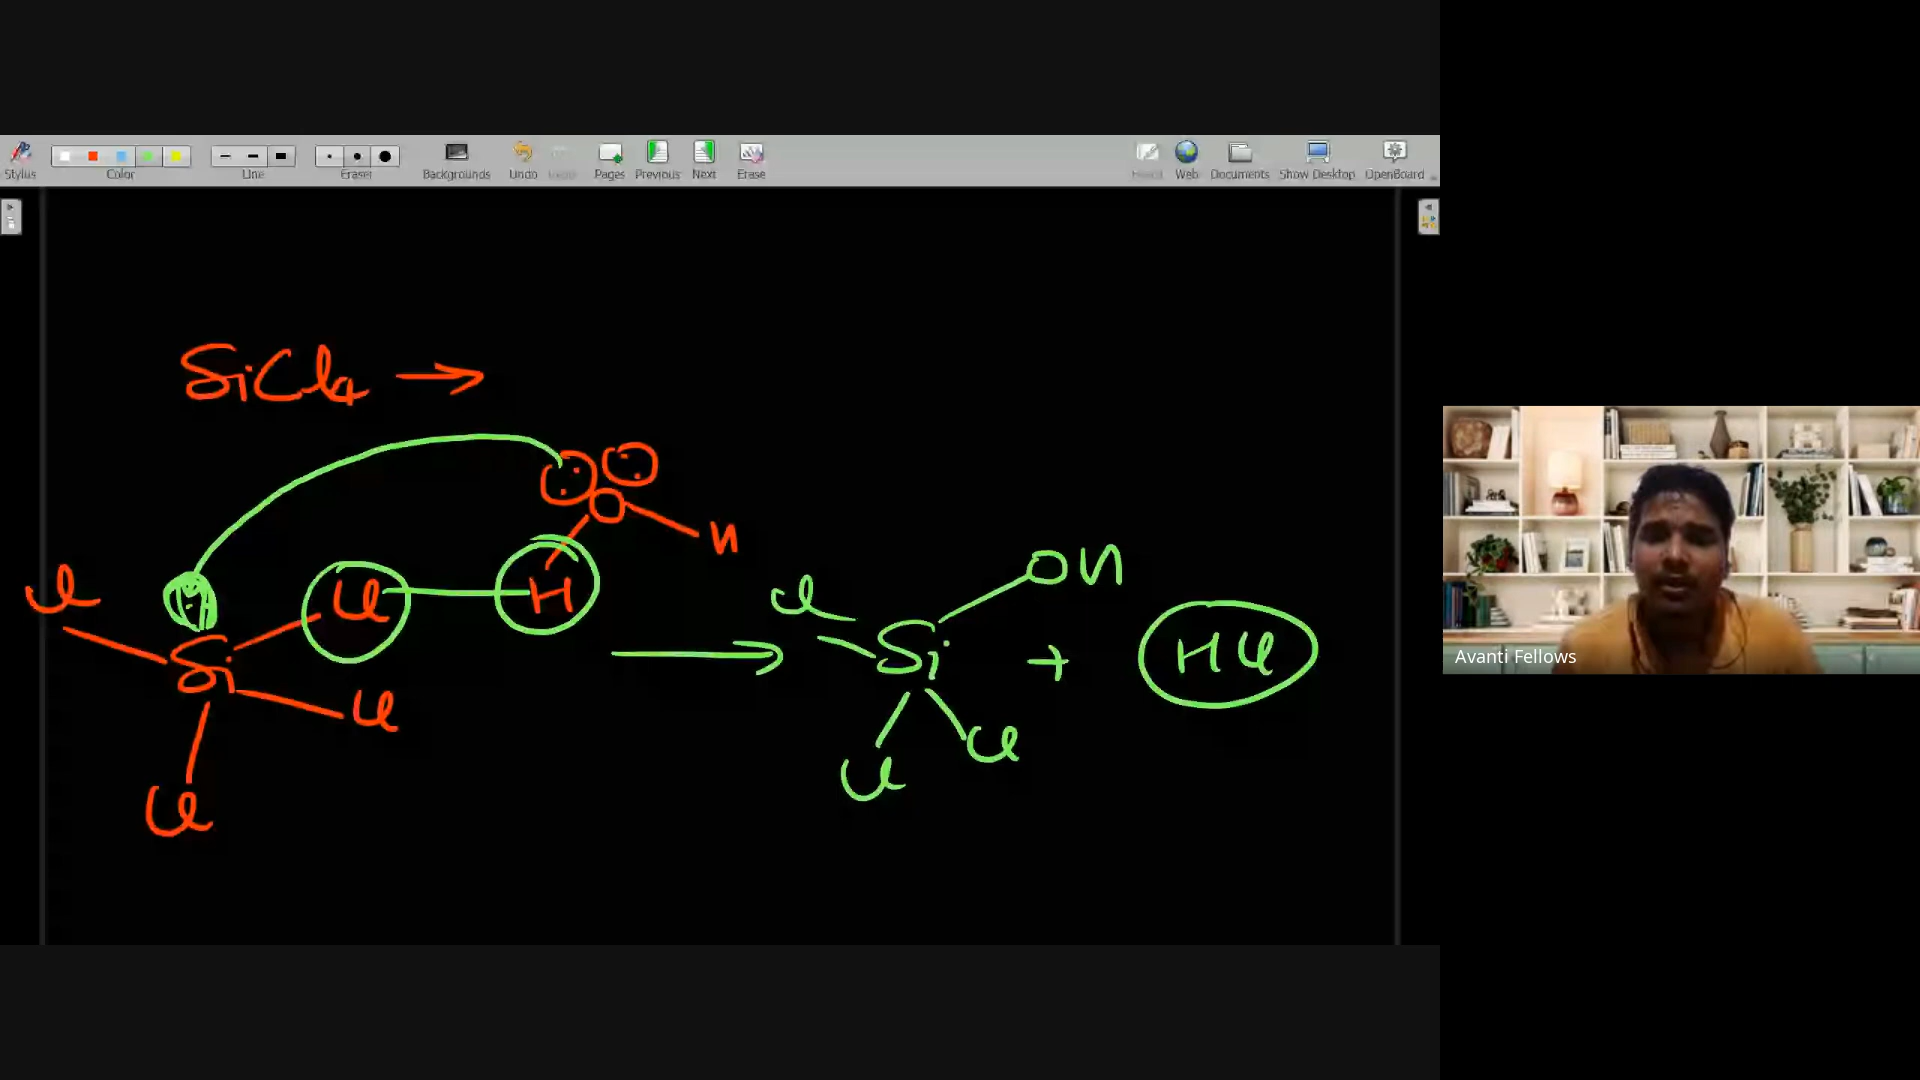 Stylus Color Line Eraser Backgrounds Undo Pages Previous Next Erase Web Documents Show Desktop OpenBoard
SiCl4 →
O H
Cl Cl H
Si Cl
Cl
→
Cl OH
Si + HCl
Cl Cl
Avanti Fellows